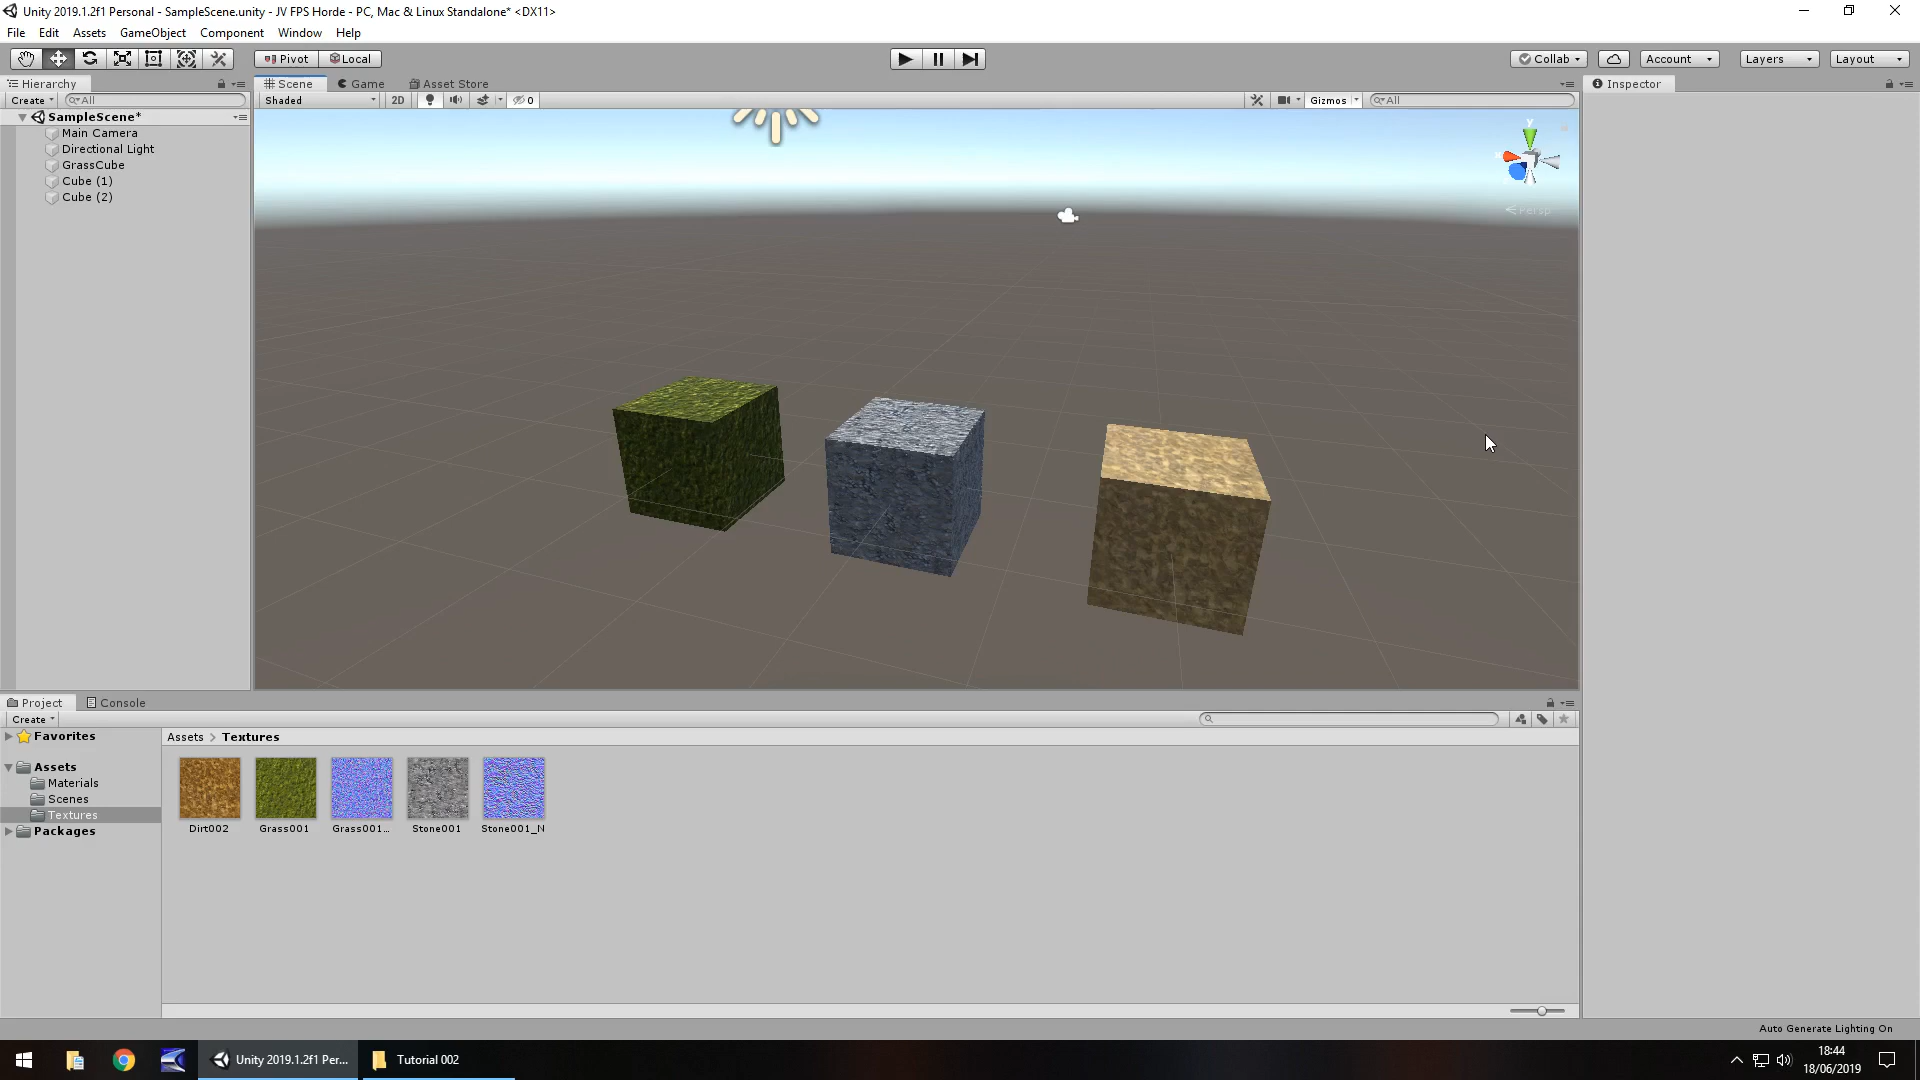 Unity 2019.1.2f1 Personal - SampleScene.unity - JV FPS Horde - PC, Mac & Linux Standalone* <DX11>
File Edit Assets GameObject Component Window Help
Pivot Local Collab Account Layers Layout
Hierarchy Scene Game Asset Store Inspector
Create All Shaded 2D 0 Gizmos All
SampleScene*
Main Camera
Directional Light
GrassCube
Cube (1)
Cube (2)
y
Persp
Project Console
Create
Favorites
Assets > Textures
Assets
Materials
Scenes
Textures
Packages
Dirt002 Grass001 Grass001... Stone001 Stone001_N
Auto Generate Lighting On
Unity 2019.1.2f1 Per... Tutorial 002
18:44
18/06/2019